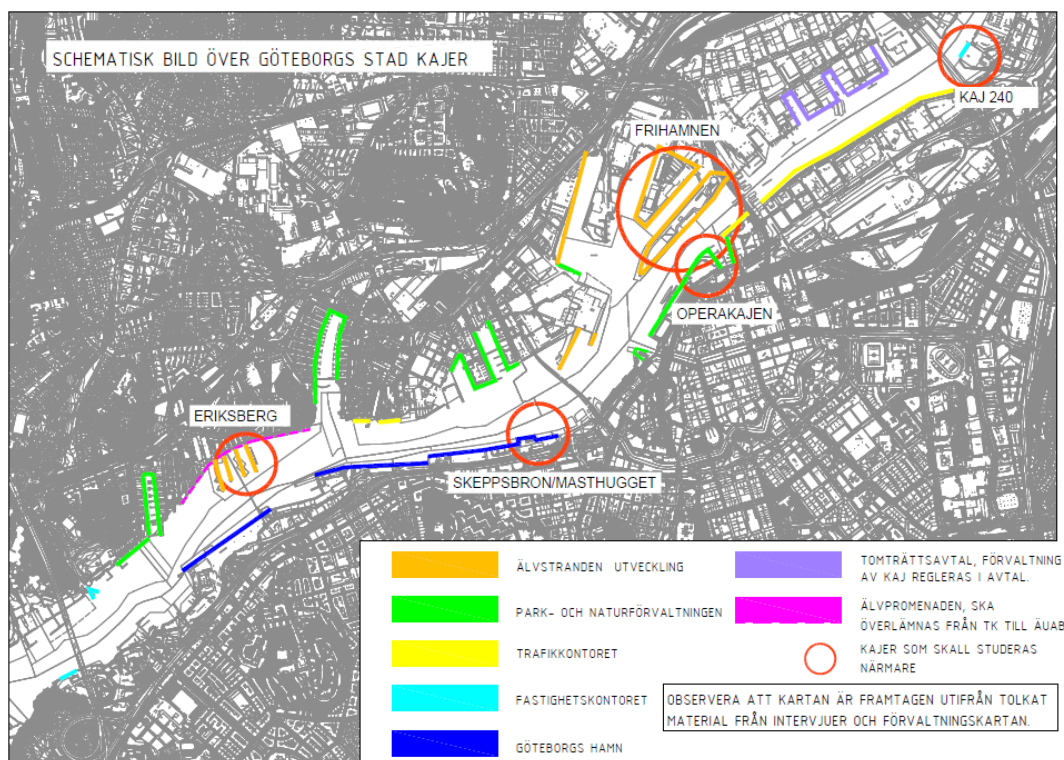 SCHEMATISK BILD ÖVER GÖTEBORGS STAD KAJER
KAJ 240
FRIHAMNEN
OPERAKAJEN
ERIKSBERG
SKEPPSBRON/MASTHUGGET
ÄLVSTRANDEN UTVECKLING
PARK- OCH NATURFÖRVALTNINGEN
TRAFIKKONTORET
FASTIGHETSKONTORET
GÖTEBORGS HAMN
TOMTRÄTTSAVTAL, FÖRVALTNING
AV KAJ REGLERAS I AVTAL.
ÄLVPROMENADEN, SKA
ÖVERLÄMNAS FRÅN TK TILL ÄUAB
KAJER SOM SKALL STUDERAS
NÄRMARE
OBSERVERA ATT KARTAN ÄR FRAMTAGEN UTIFRÅN TOLKAT
MATERIAL FRÅN INTERVJUER OCH FÖRVALTNINGSKARTAN.